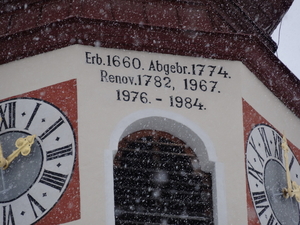 Erb. 1660. Abgebr. 1774.
Renov. 1782, 1967.
1976. - 1984.